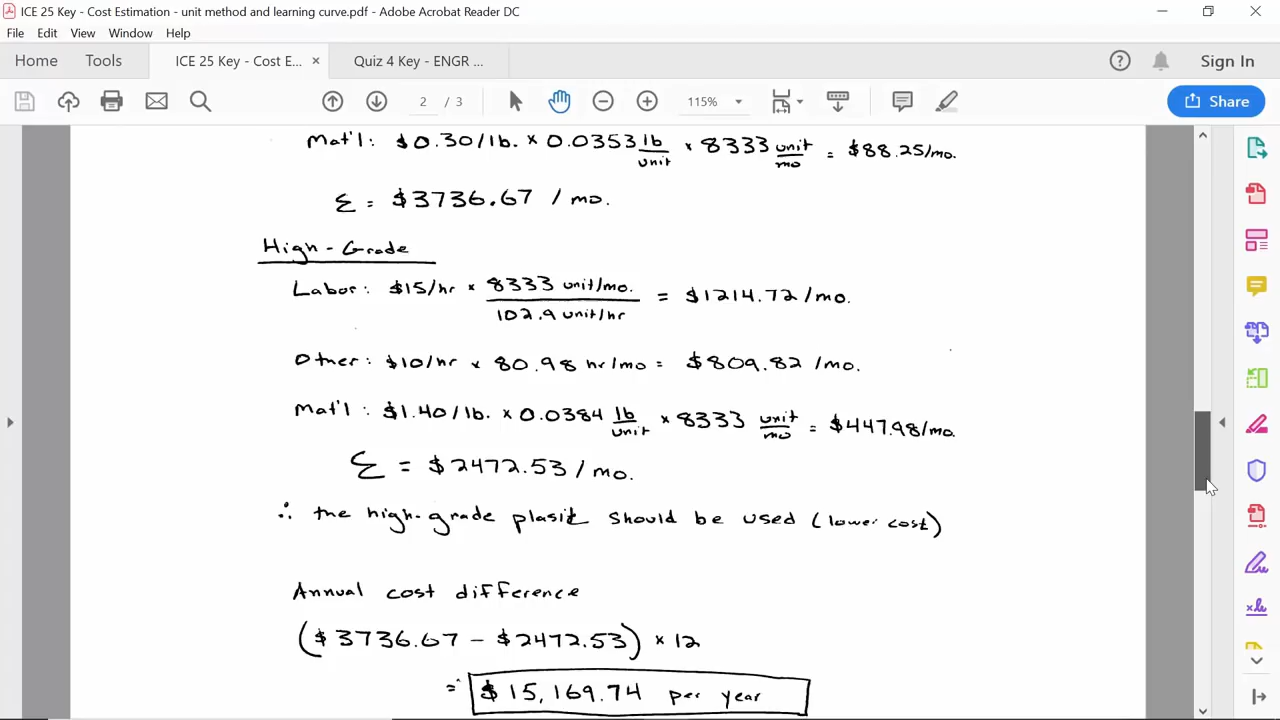 ICE 25 Key - Cost Estimation - unit method and learning curve.pdf - Adobe Acrobat Reader DC
File Edit View Window Help
Home Tools ICE 25 Key - Cost E... × Quiz 4 Key - ENGR ... Sign In
2 / 3 115% Share
Mat'l: $0.30/lb. × 0.0353 lb/unit × 8333 unit/mo = $88.25/mo.
Σ = $3736.67 / mo.
High-Grade
Labor: $15/hr × 8333 unit/mo. / 102.9 unit/hr = $1214.72/mo.
Other: $10/hr × 80.98 hr/mo = $809.82 /mo.
Mat'l: $1.40/lb. × 0.0384 lb/unit × 8333 unit/mo = $447.98/mo.
Σ = $2472.53/mo.
∴ the high-grade plasic should be used (lower cost)
Annual cost difference
($3736.67 - $2472.53) × 12
= $15,169.74 per year